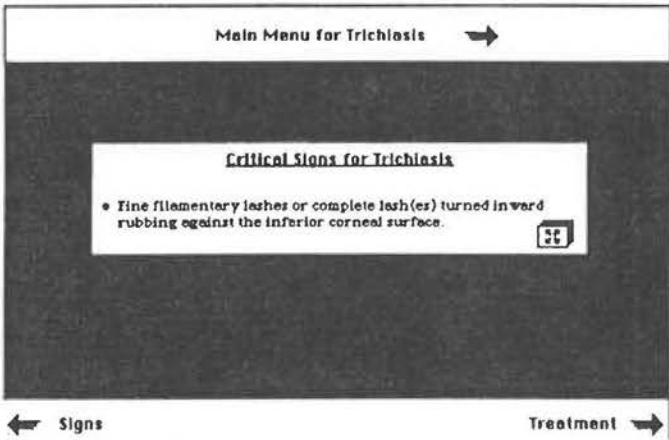 Main Menu for Trichiasis
Critical Signs for Trichiasis
• Fine filamentary lashes or complete lash(es) turned inward
rubbing against the inferior corneal surface.
Signs
Treatment